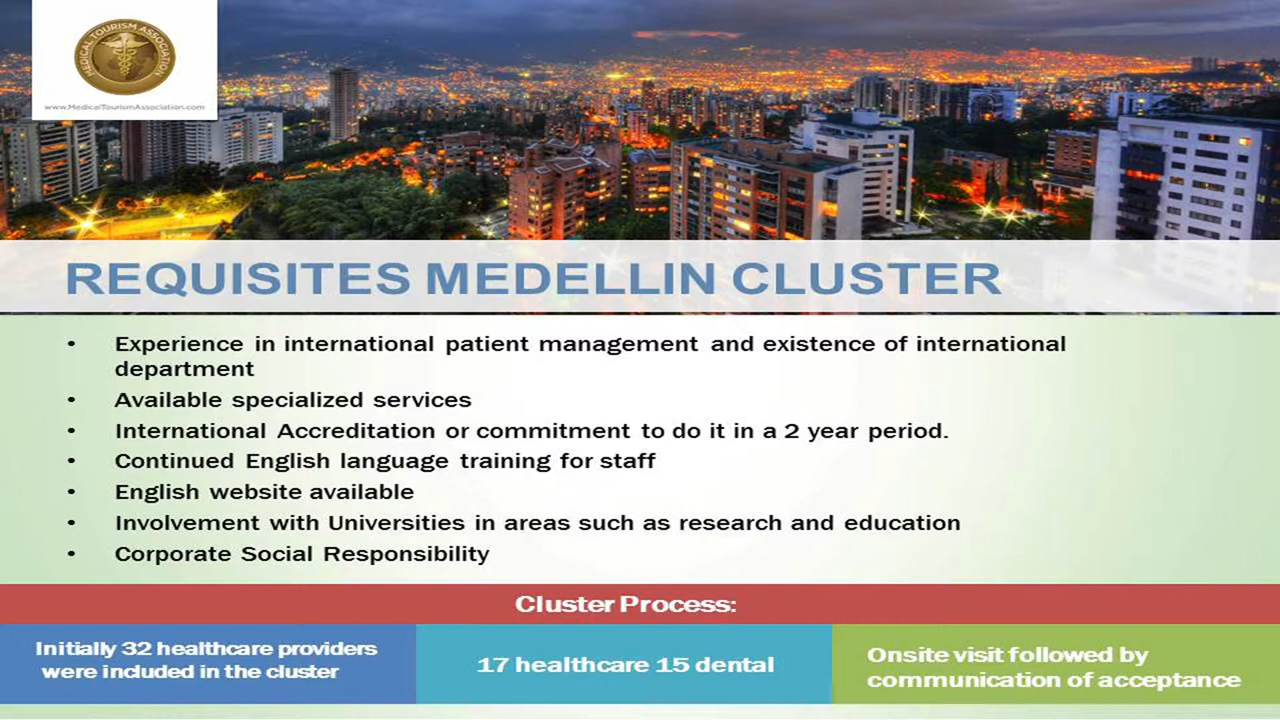 MEDICAL TOURISM ASSOCIATION
www.MedicalTourismAssociation.com
REQUISITES MEDELLIN CLUSTER
• Experience in international patient management and existence of international
department
• Available specialized services
• International Accreditation or commitment to do it in a 2 year period.
• Continued English language training for staff
• English website available
• Involvement with Universities in areas such as research and education
• Corporate Social Responsibility
Cluster Process:
Initially 32 healthcare providers
were included in the cluster
17 healthcare 15 dental
Onsite visit followed by
communication of acceptance